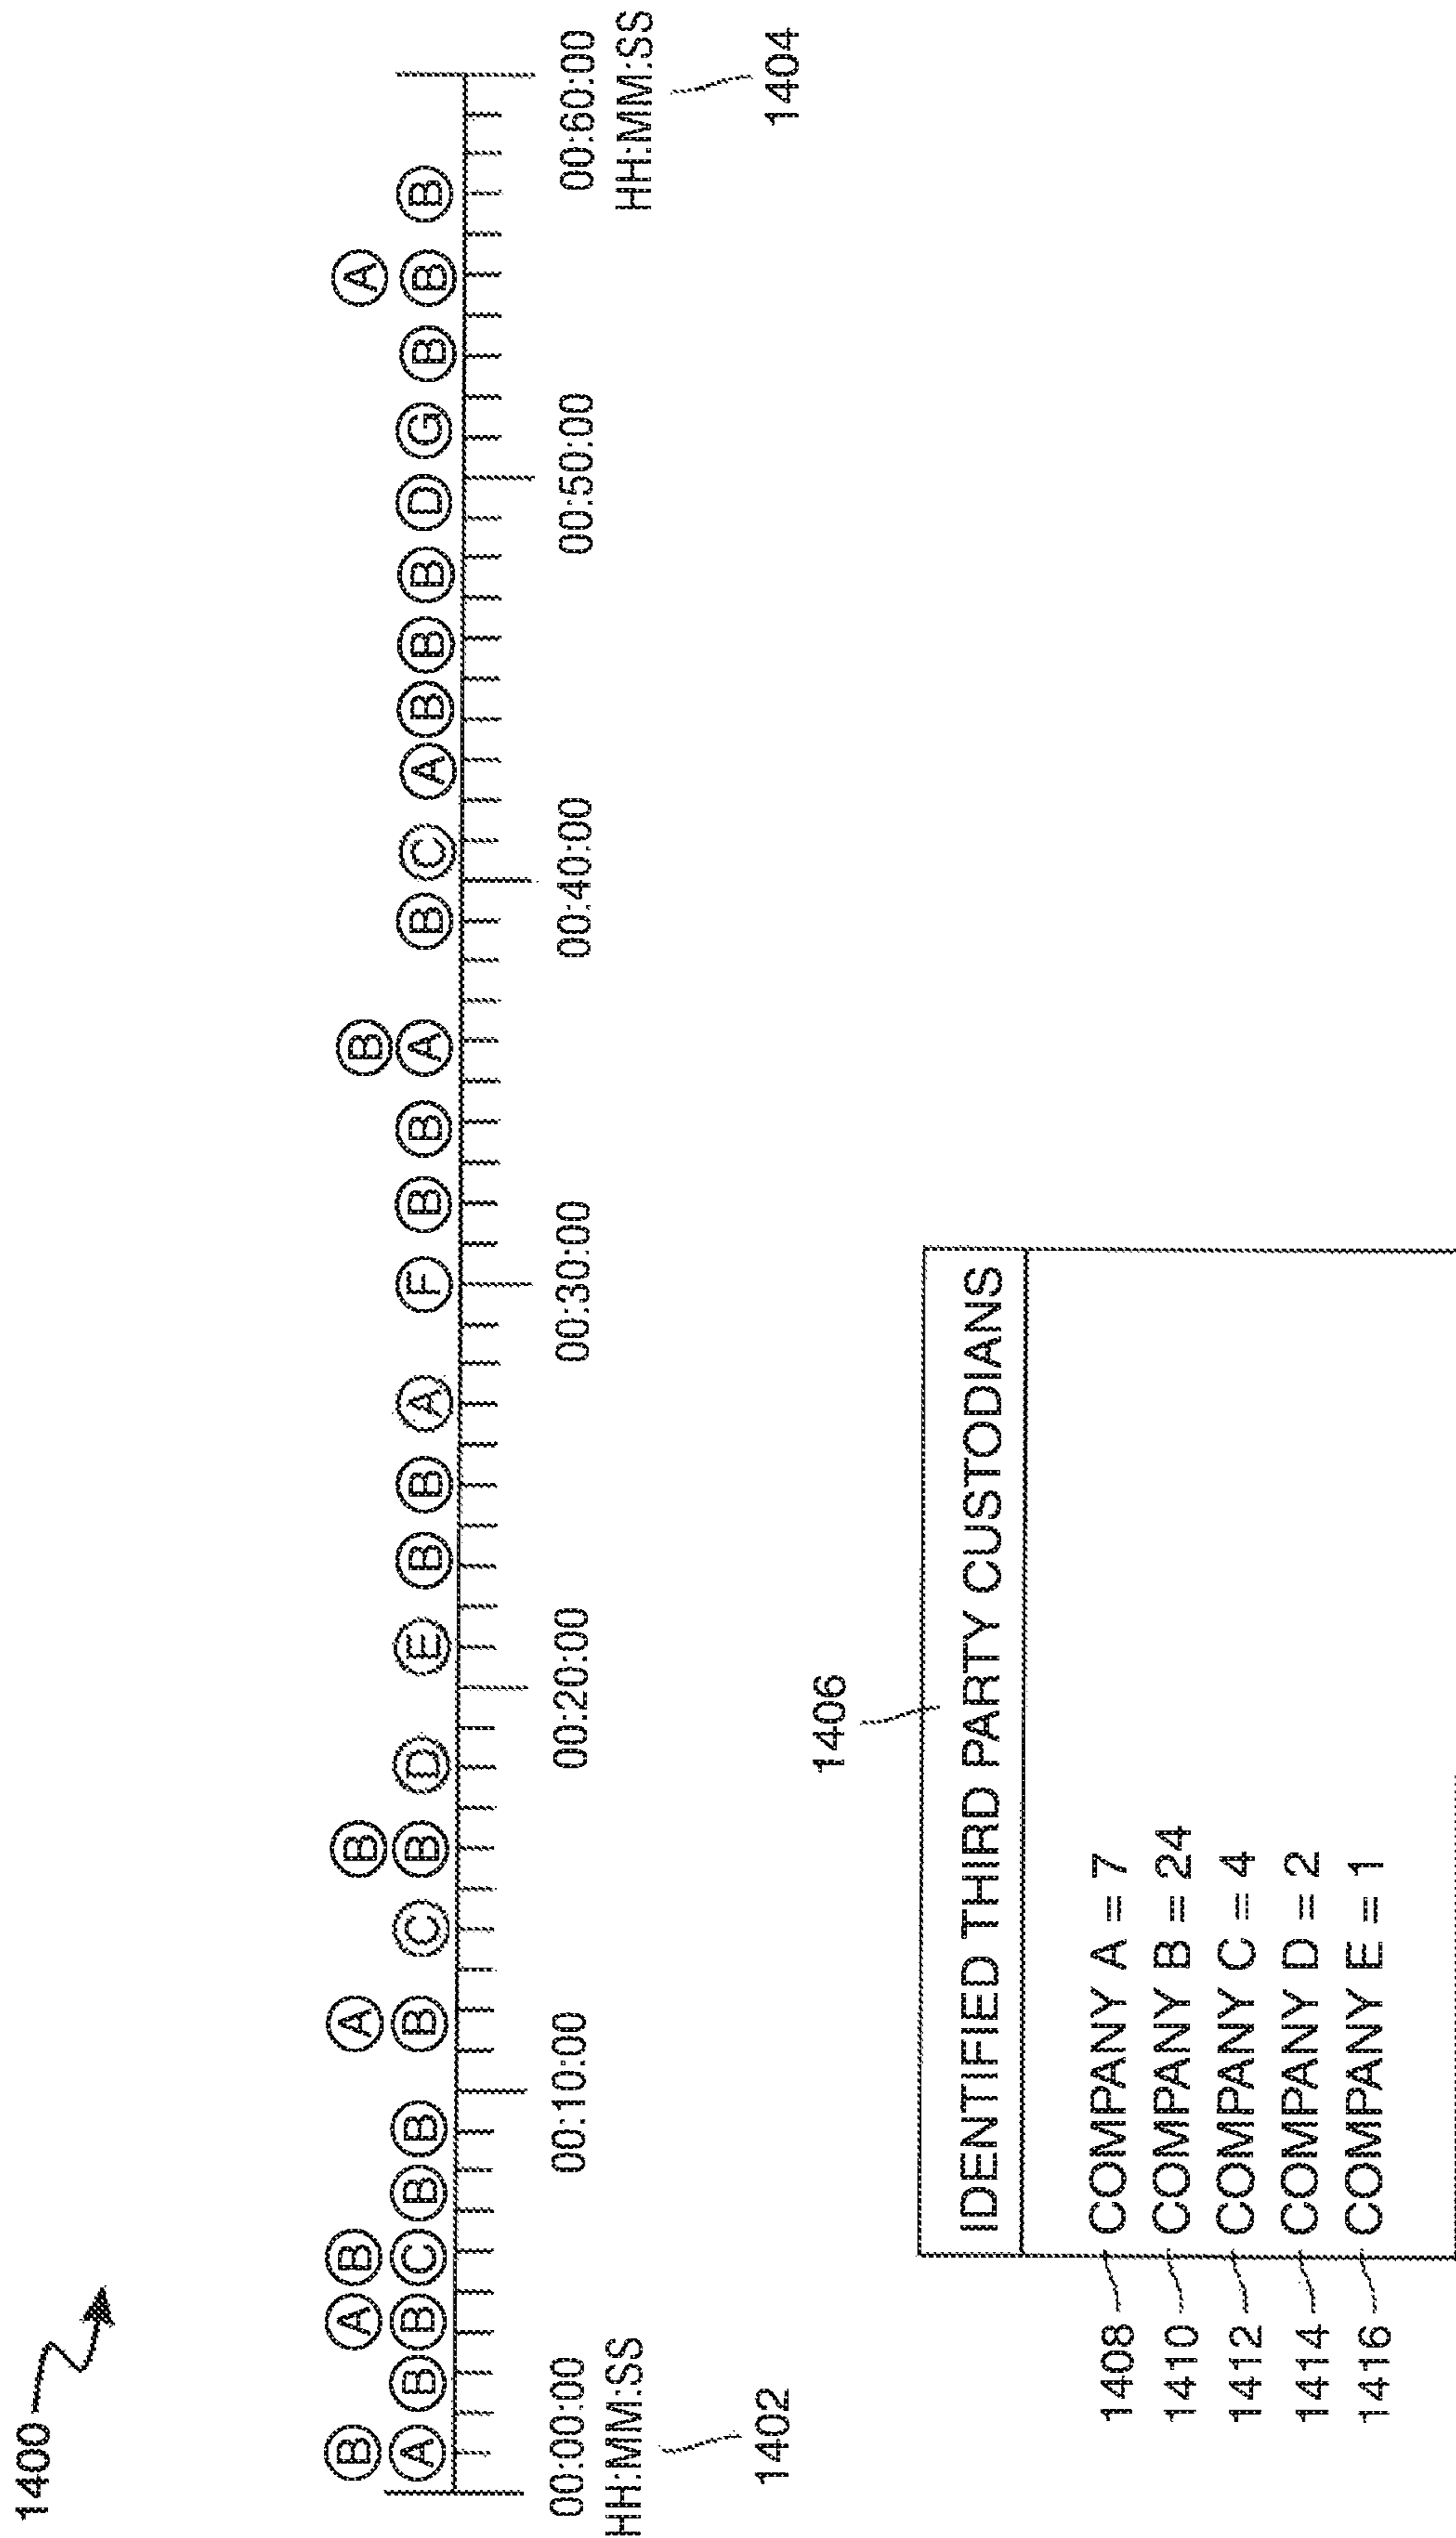 1400
B A B B A B
A B B C B B B C B D E B B A F B B A B C A B B B D G B B B
00:00:00 00:10:00 00:20:00 00:30:00 00:40:00 00:50:00 00:60:00
HH:MM:SS HH:MM:SS
1402 1404
1406
IDENTIFIED THIRD PARTY CUSTODIANS
1408 COMPANY A = 7
1410 COMPANY B = 24
1412 COMPANY C = 4
1414 COMPANY D = 2
1416 COMPANY E = 1